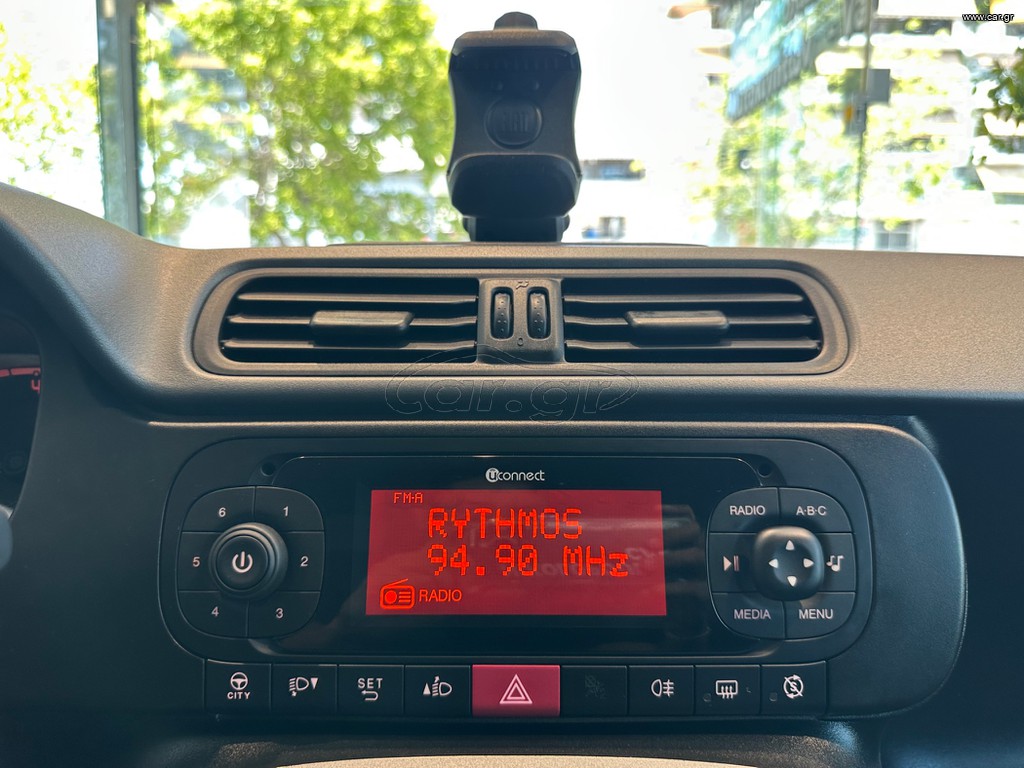 www.car.gr
FIAT
car.gr
uconnect
FM-A
RYTHMOS
94.90 MHz
RADIO
6
1
5
2
4
3
RADIO
A·B·C
MEDIA
MENU
CITY
SET